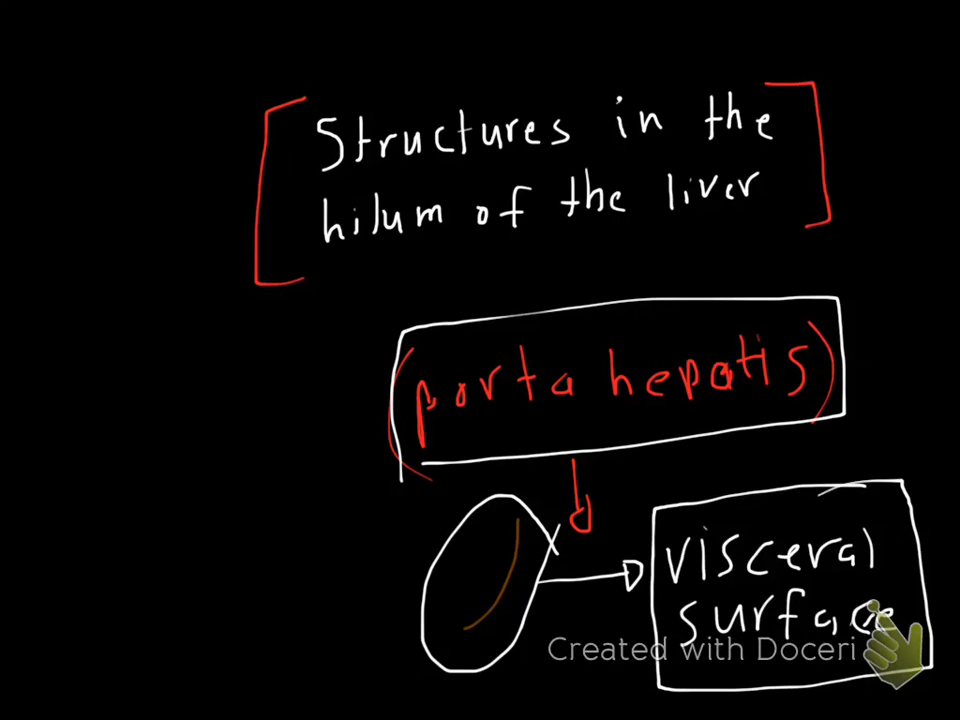 Structures in the
hilum of the liver
(porta hepatis)
visceral
surface
Created with Doceri